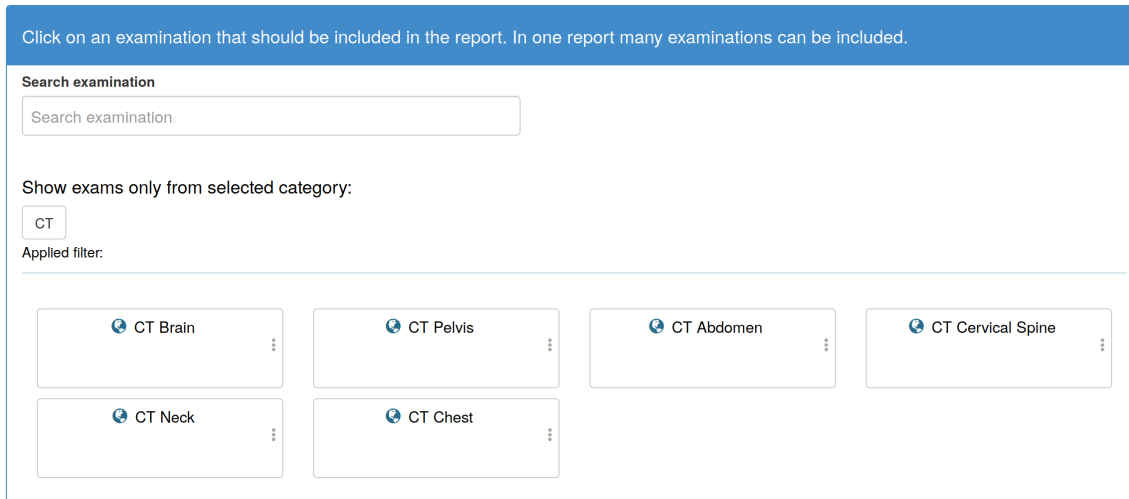 Click on an examination that should be included in the report. In one report many examinations can be included.
Search examination
Search examination
Show exams only from selected category:
CT
Applied filter:
CT Brain
CT Pelvis
CT Abdomen
CT Cervical Spine
CT Neck
CT Chest